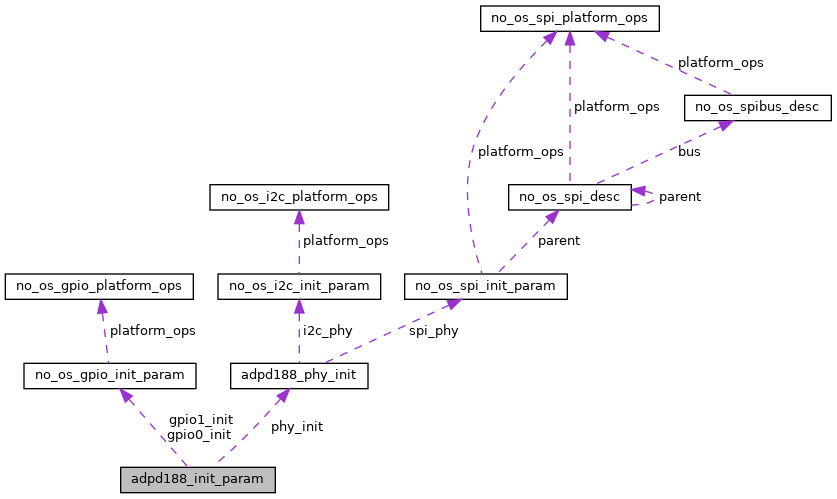 no_os_spi_platform_ops
platform_ops
no_os_spibus_desc
platform_ops
platform_ops
bus
no_os_i2c_platform_ops
no_os_spi_desc
parent
platform_ops
parent
no_os_gpio_platform_ops
no_os_i2c_init_param
no_os_spi_init_param
platform_ops
i2c_phy
spi_phy
no_os_gpio_init_param
adpd188_phy_init
gpio1_init
gpio0_init
phy_init
adpd188_init_param